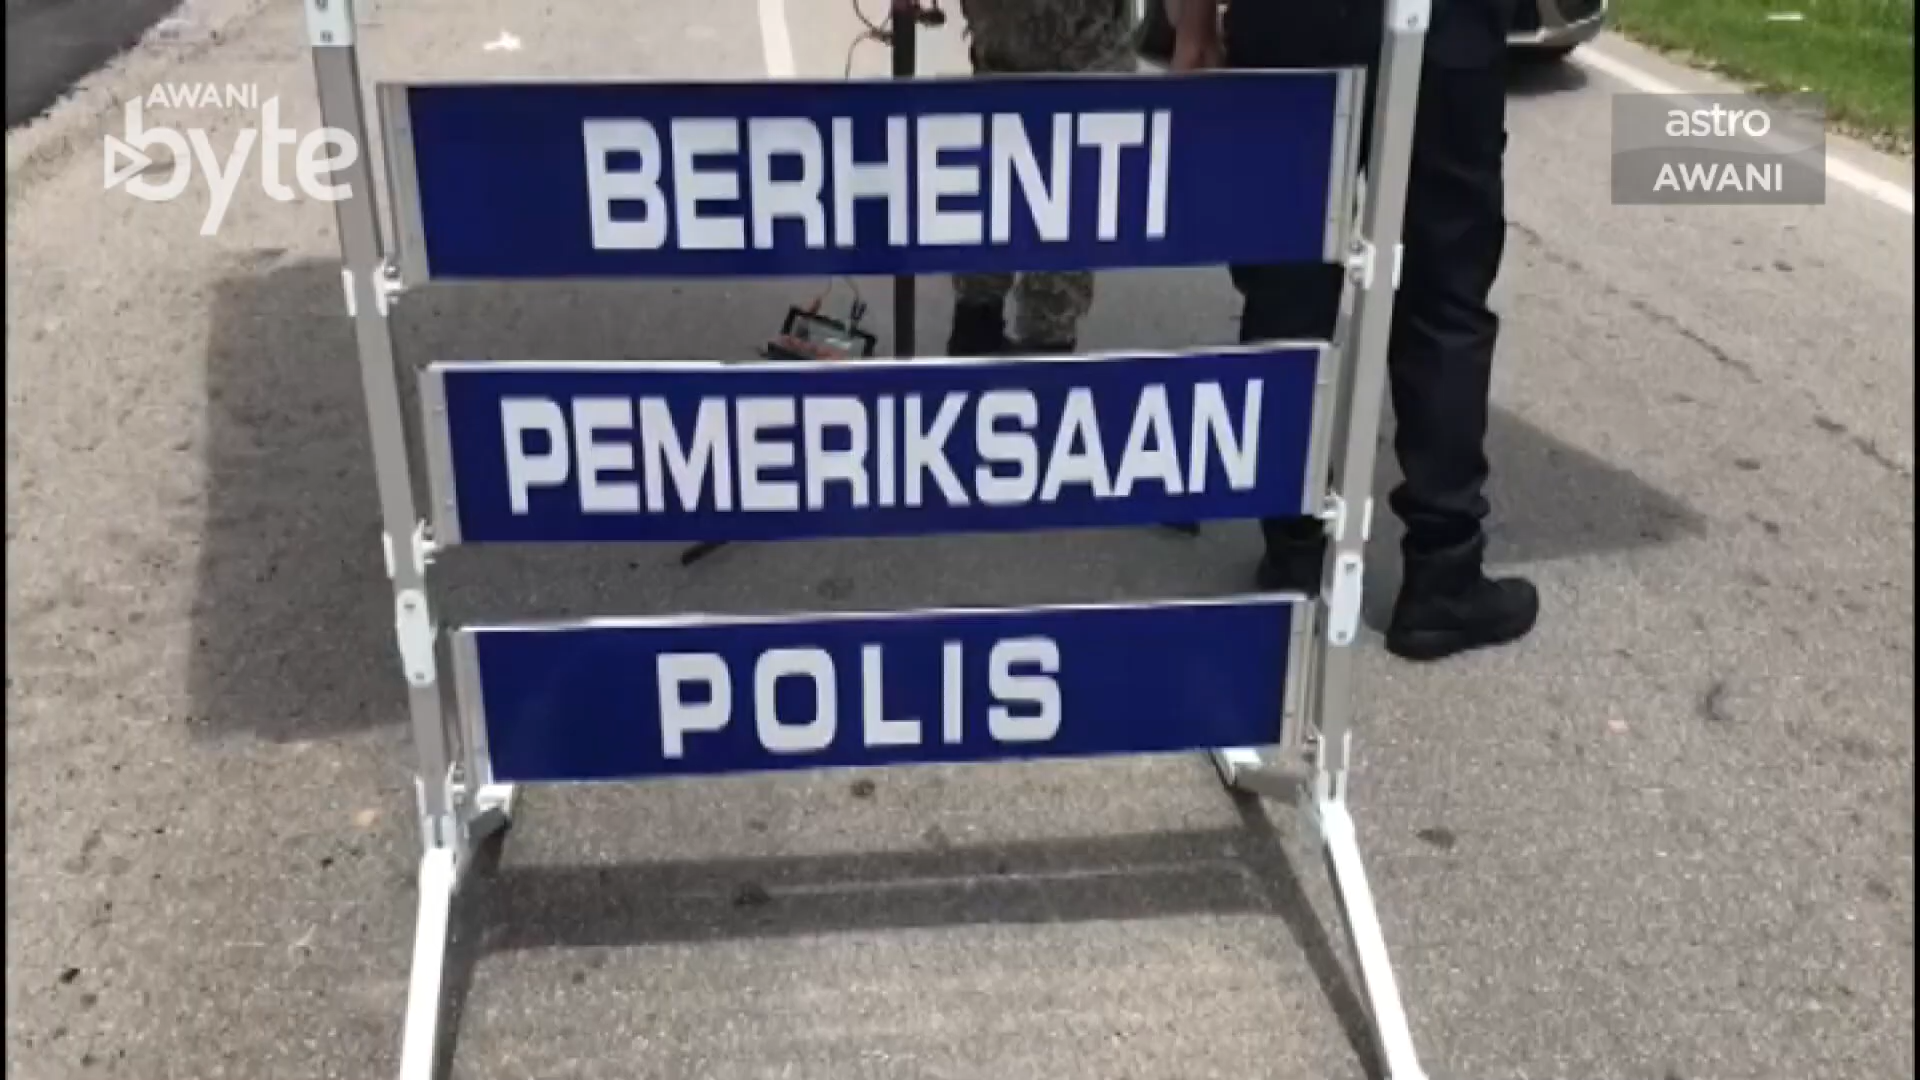 AWANI
byte
astro
AWANI
BERHENTI
PEMERIKSAAN
POLIS